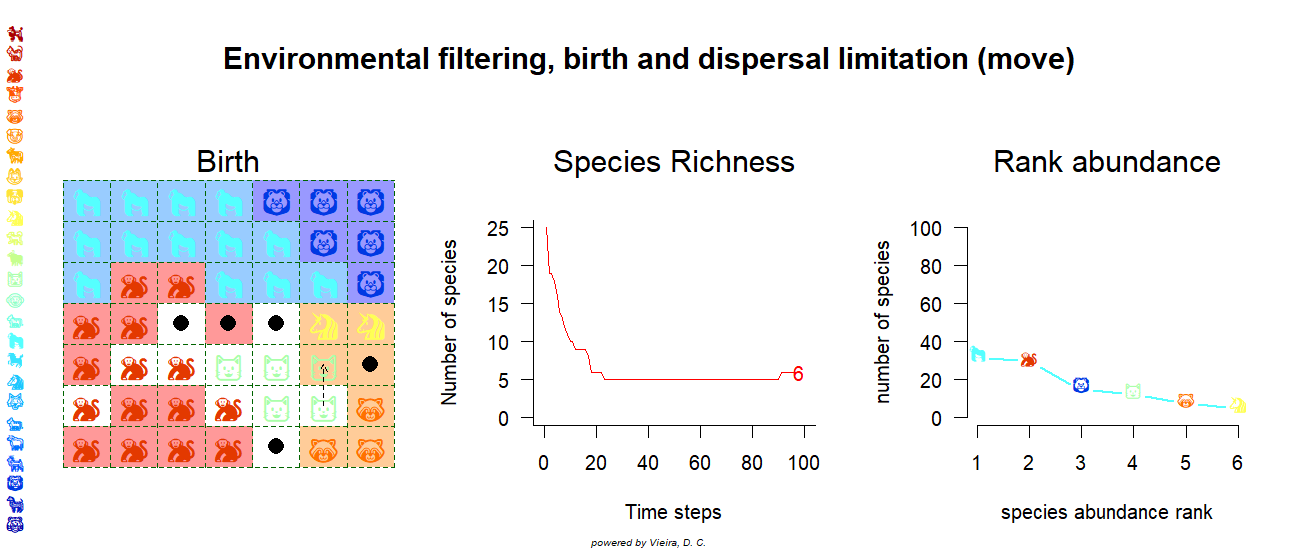 Environmental filtering, birth and dispersal limitation (move)
Birth
Species Richness
Number of species
25
20
15
10
5
0
6
0 20 40 60 80 100
Time steps
Rank abundance
number of species
100
80
60
40
20
0
1 2 3 4 5 6
species abundance rank
powered by Vieira, D. C.